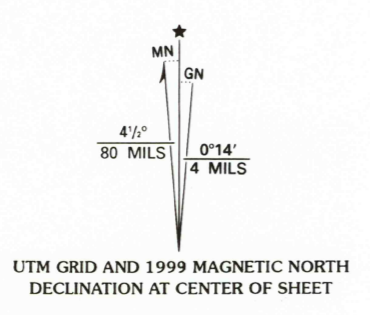 ★
MN
GN
4½°
80 MILS
0°14′
4 MILS
UTM GRID AND 1999 MAGNETIC NORTH
DECLINATION AT CENTER OF SHEET